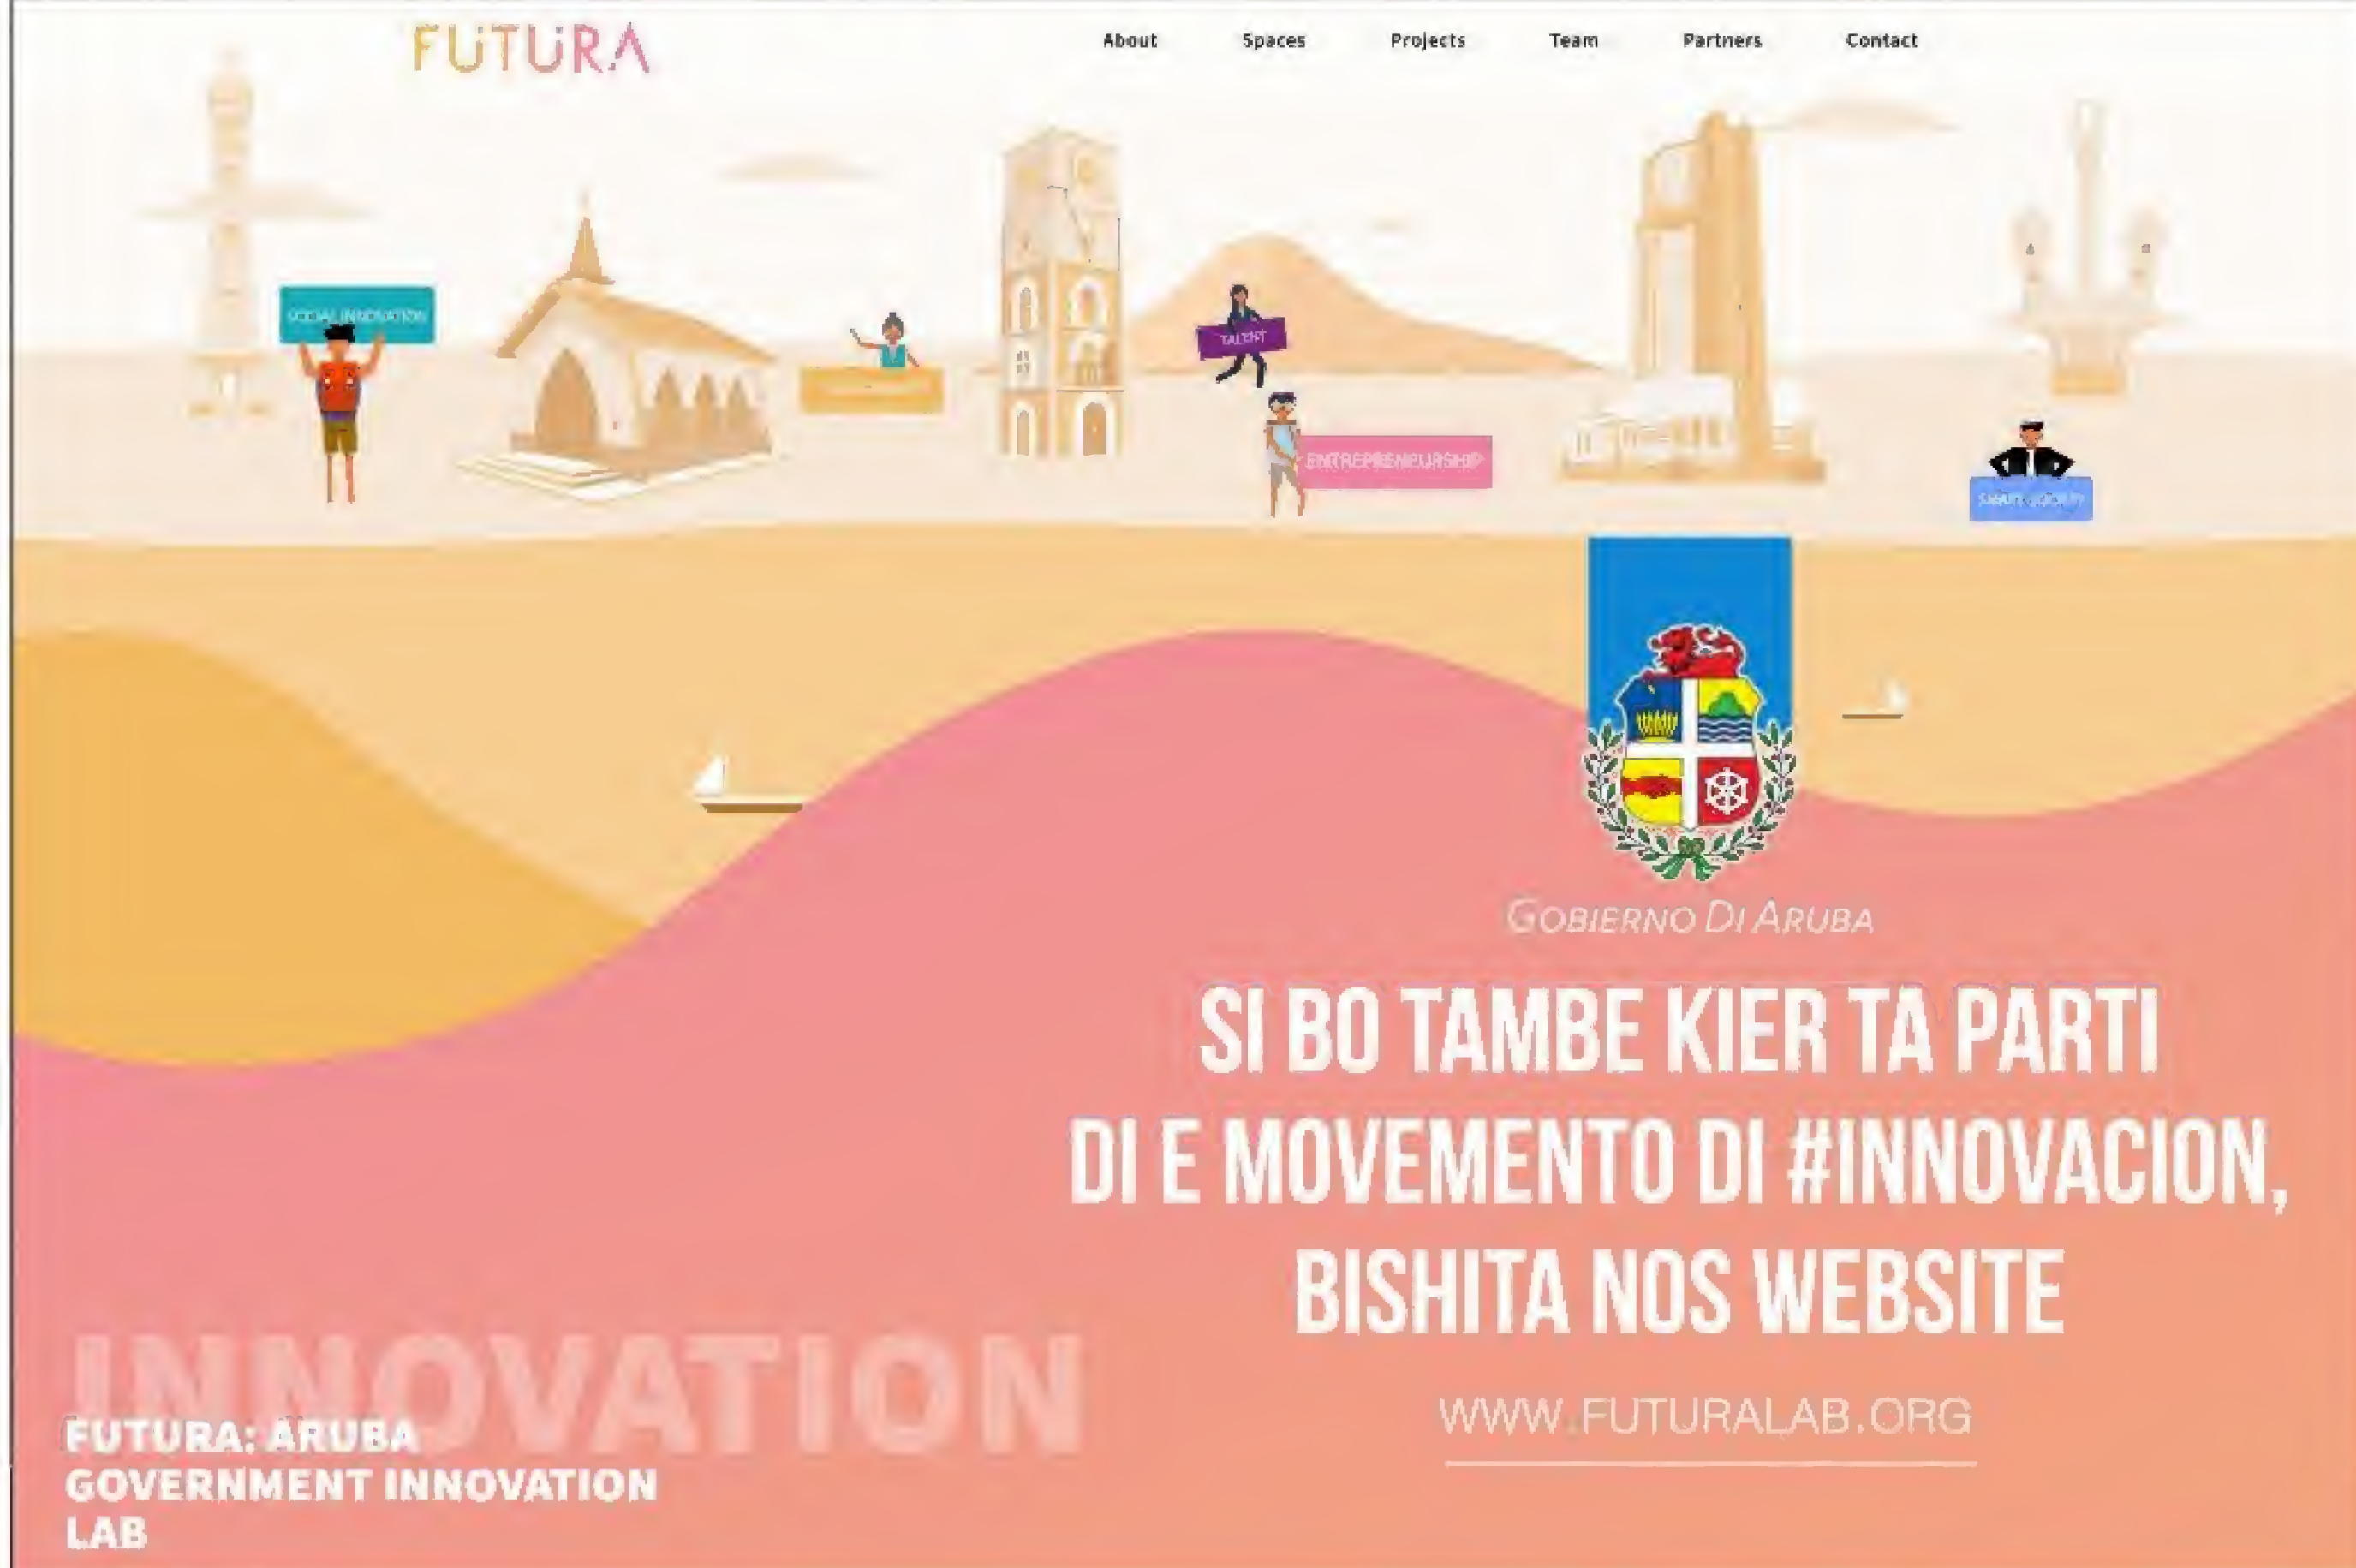 FUTURA
About Spaces Projects Team Partners Contact
SOCIAL INNOVATION
TALENT
ENTREPRENEURSHIP
GOBIERNO DI ARUBA
SI BO TAMBE KIER TA PARTI
DI E MOVEMENTO DI #INNOVACION,
BISHITA NOS WEBSITE
WWW.FUTURALAB.ORG
INNOVATION
FUTURA: ARUBA
GOVERNMENT INNOVATION
LAB